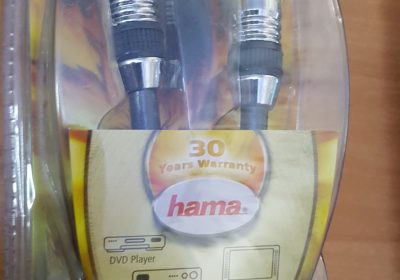 30
Years Warranty
hama
DVD Player